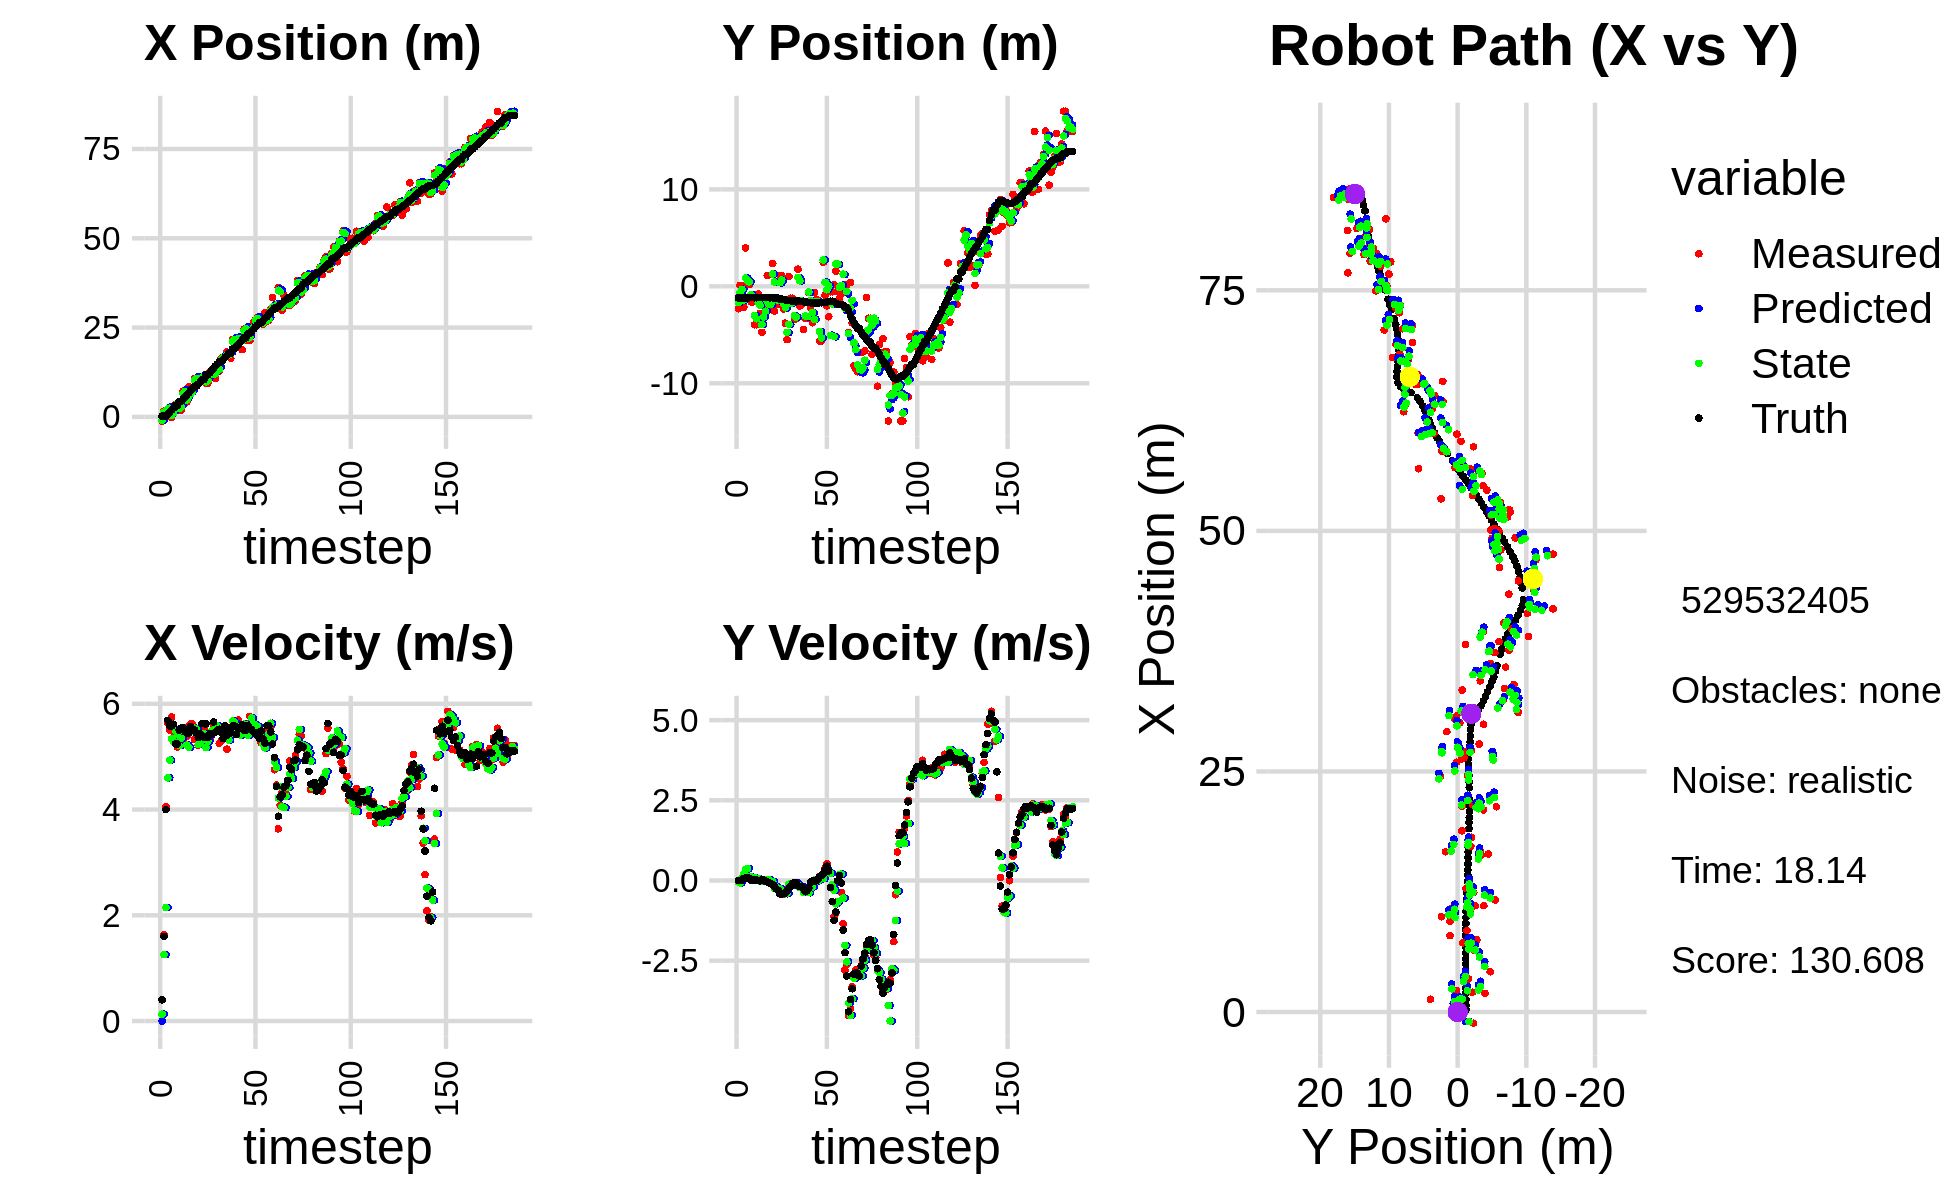 X Position (m)
75
50
25
0
0
50
100
150
timestep
Y Position (m)
10
0
-10
0
50
100
150
timestep
X Velocity (m/s)
6
4
2
0
0
50
100
150
timestep
Y Velocity (m/s)
5.0
2.5
0.0
-2.5
0
50
100
150
timestep
Robot Path (X vs Y)
X Position (m)
75
50
25
0
20 10 0 -10 -20
Y Position (m)
variable
Measured
Predicted
State
Truth
529532405
Obstacles: none
Noise: realistic
Time: 18.14
Score: 130.608